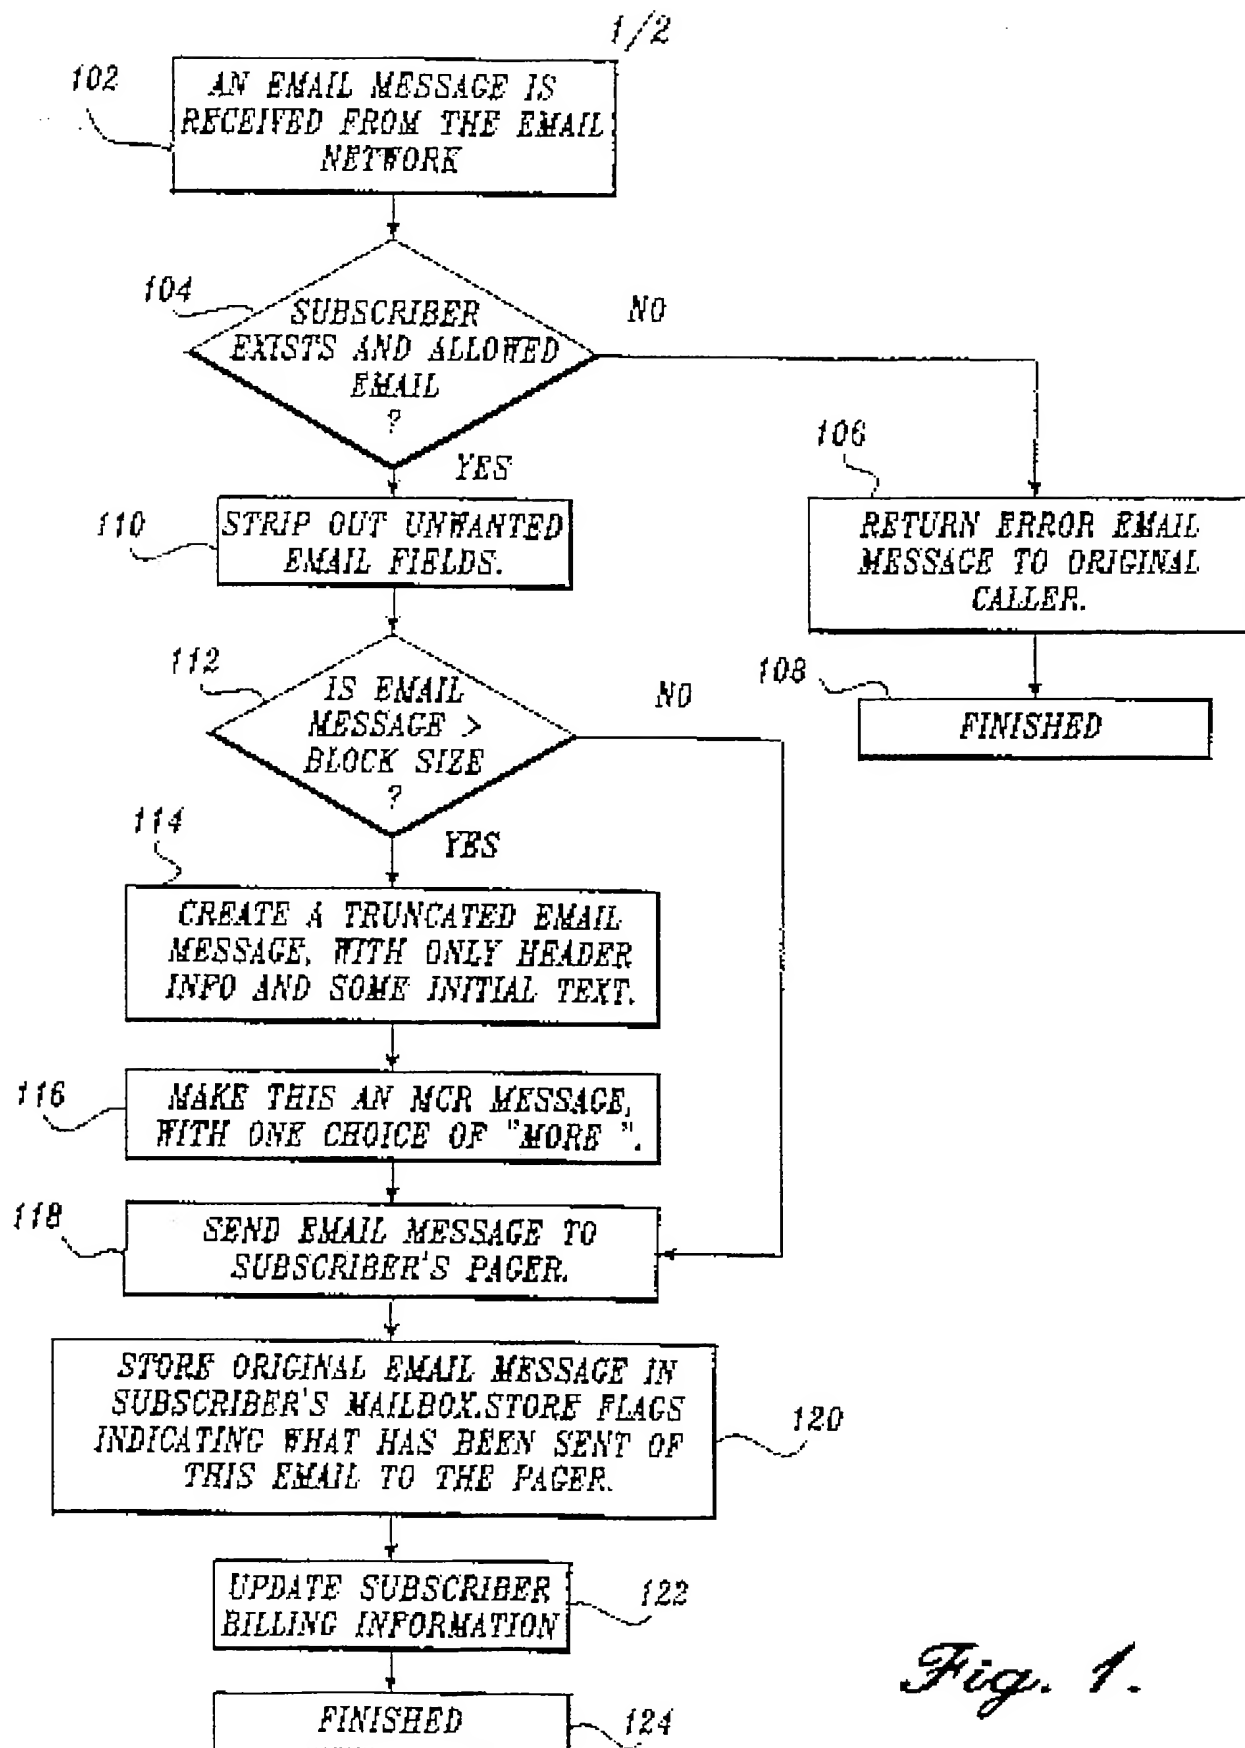 1/2
102
AN EMAIL MESSAGE IS
RECEIVED FROM THE EMAIL
NETWORK
104
SUBSCRIBER
EXISTS AND ALLOWED
EMAIL
?
NO
YES
106
RETURN ERROR EMAIL
MESSAGE TO ORIGINAL
CALLER.
108
FINISHED
110
STRIP OUT UNWANTED
EMAIL FIELDS.
112
IS EMAIL
MESSAGE >
BLOCK SIZE
?
NO
YES
114
CREATE A TRUNCATED EMAIL
MESSAGE, WITH ONLY HEADER
INFO AND SOME INITIAL TEXT.
116
MAKE THIS AN MCR MESSAGE,
WITH ONE CHOICE OF "MORE ".
118
SEND EMAIL MESSAGE TO
SUBSCRIBER'S PAGER.
STORE ORIGINAL EMAIL MESSAGE IN
SUBSCRIBER'S MAILBOX.STORE FLAGS
INDICATING WHAT HAS BEEN SENT OF
THIS EMAIL TO THE PAGER.
120
UPDATE SUBSCRIBER
BILLING INFORMATION
122
FINISHED
124
Fig. 1.